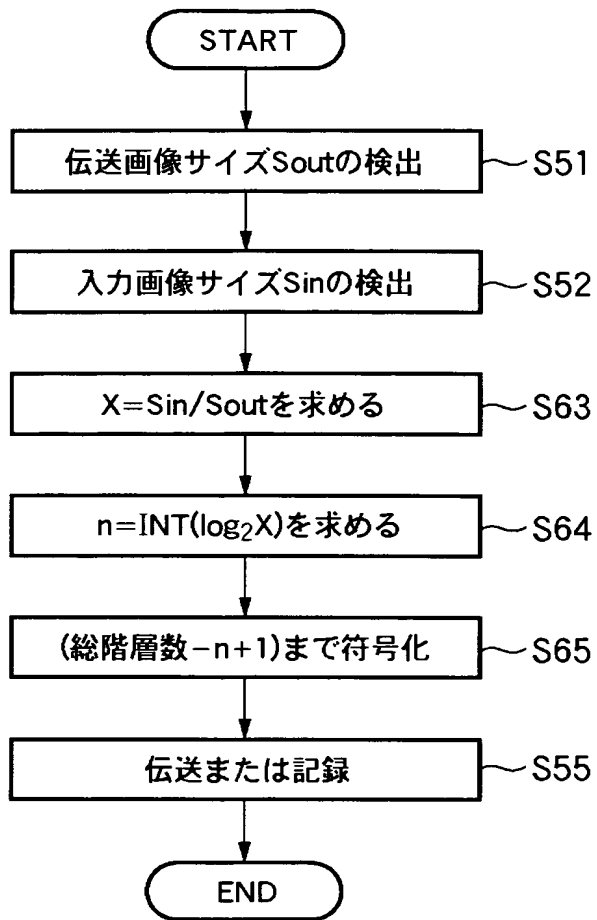 START
伝送画像サイズSoutの検出 S51
入力画像サイズSinの検出 S52
X=Sin/Soutを求める S63
n=INT(log₂X)を求める S64
(総階層数-n+1)まで符号化 S65
伝送または記録 S55
END